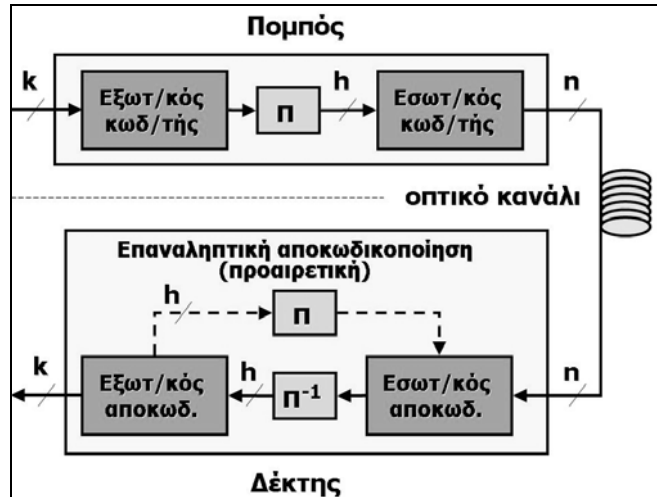 Πομπός
k
Εξωτ/κός
κωδ/τής
Π
h
Εσωτ/κός
κωδ/τής
n
οπτικό κανάλι
Επαναληπτική αποκωδικοποίηση
(προαιρετική)
h
Π
k
Εξωτ/κός
αποκωδ.
h
Π-1
Εσωτ/κός
αποκωδ.
n
Δέκτης